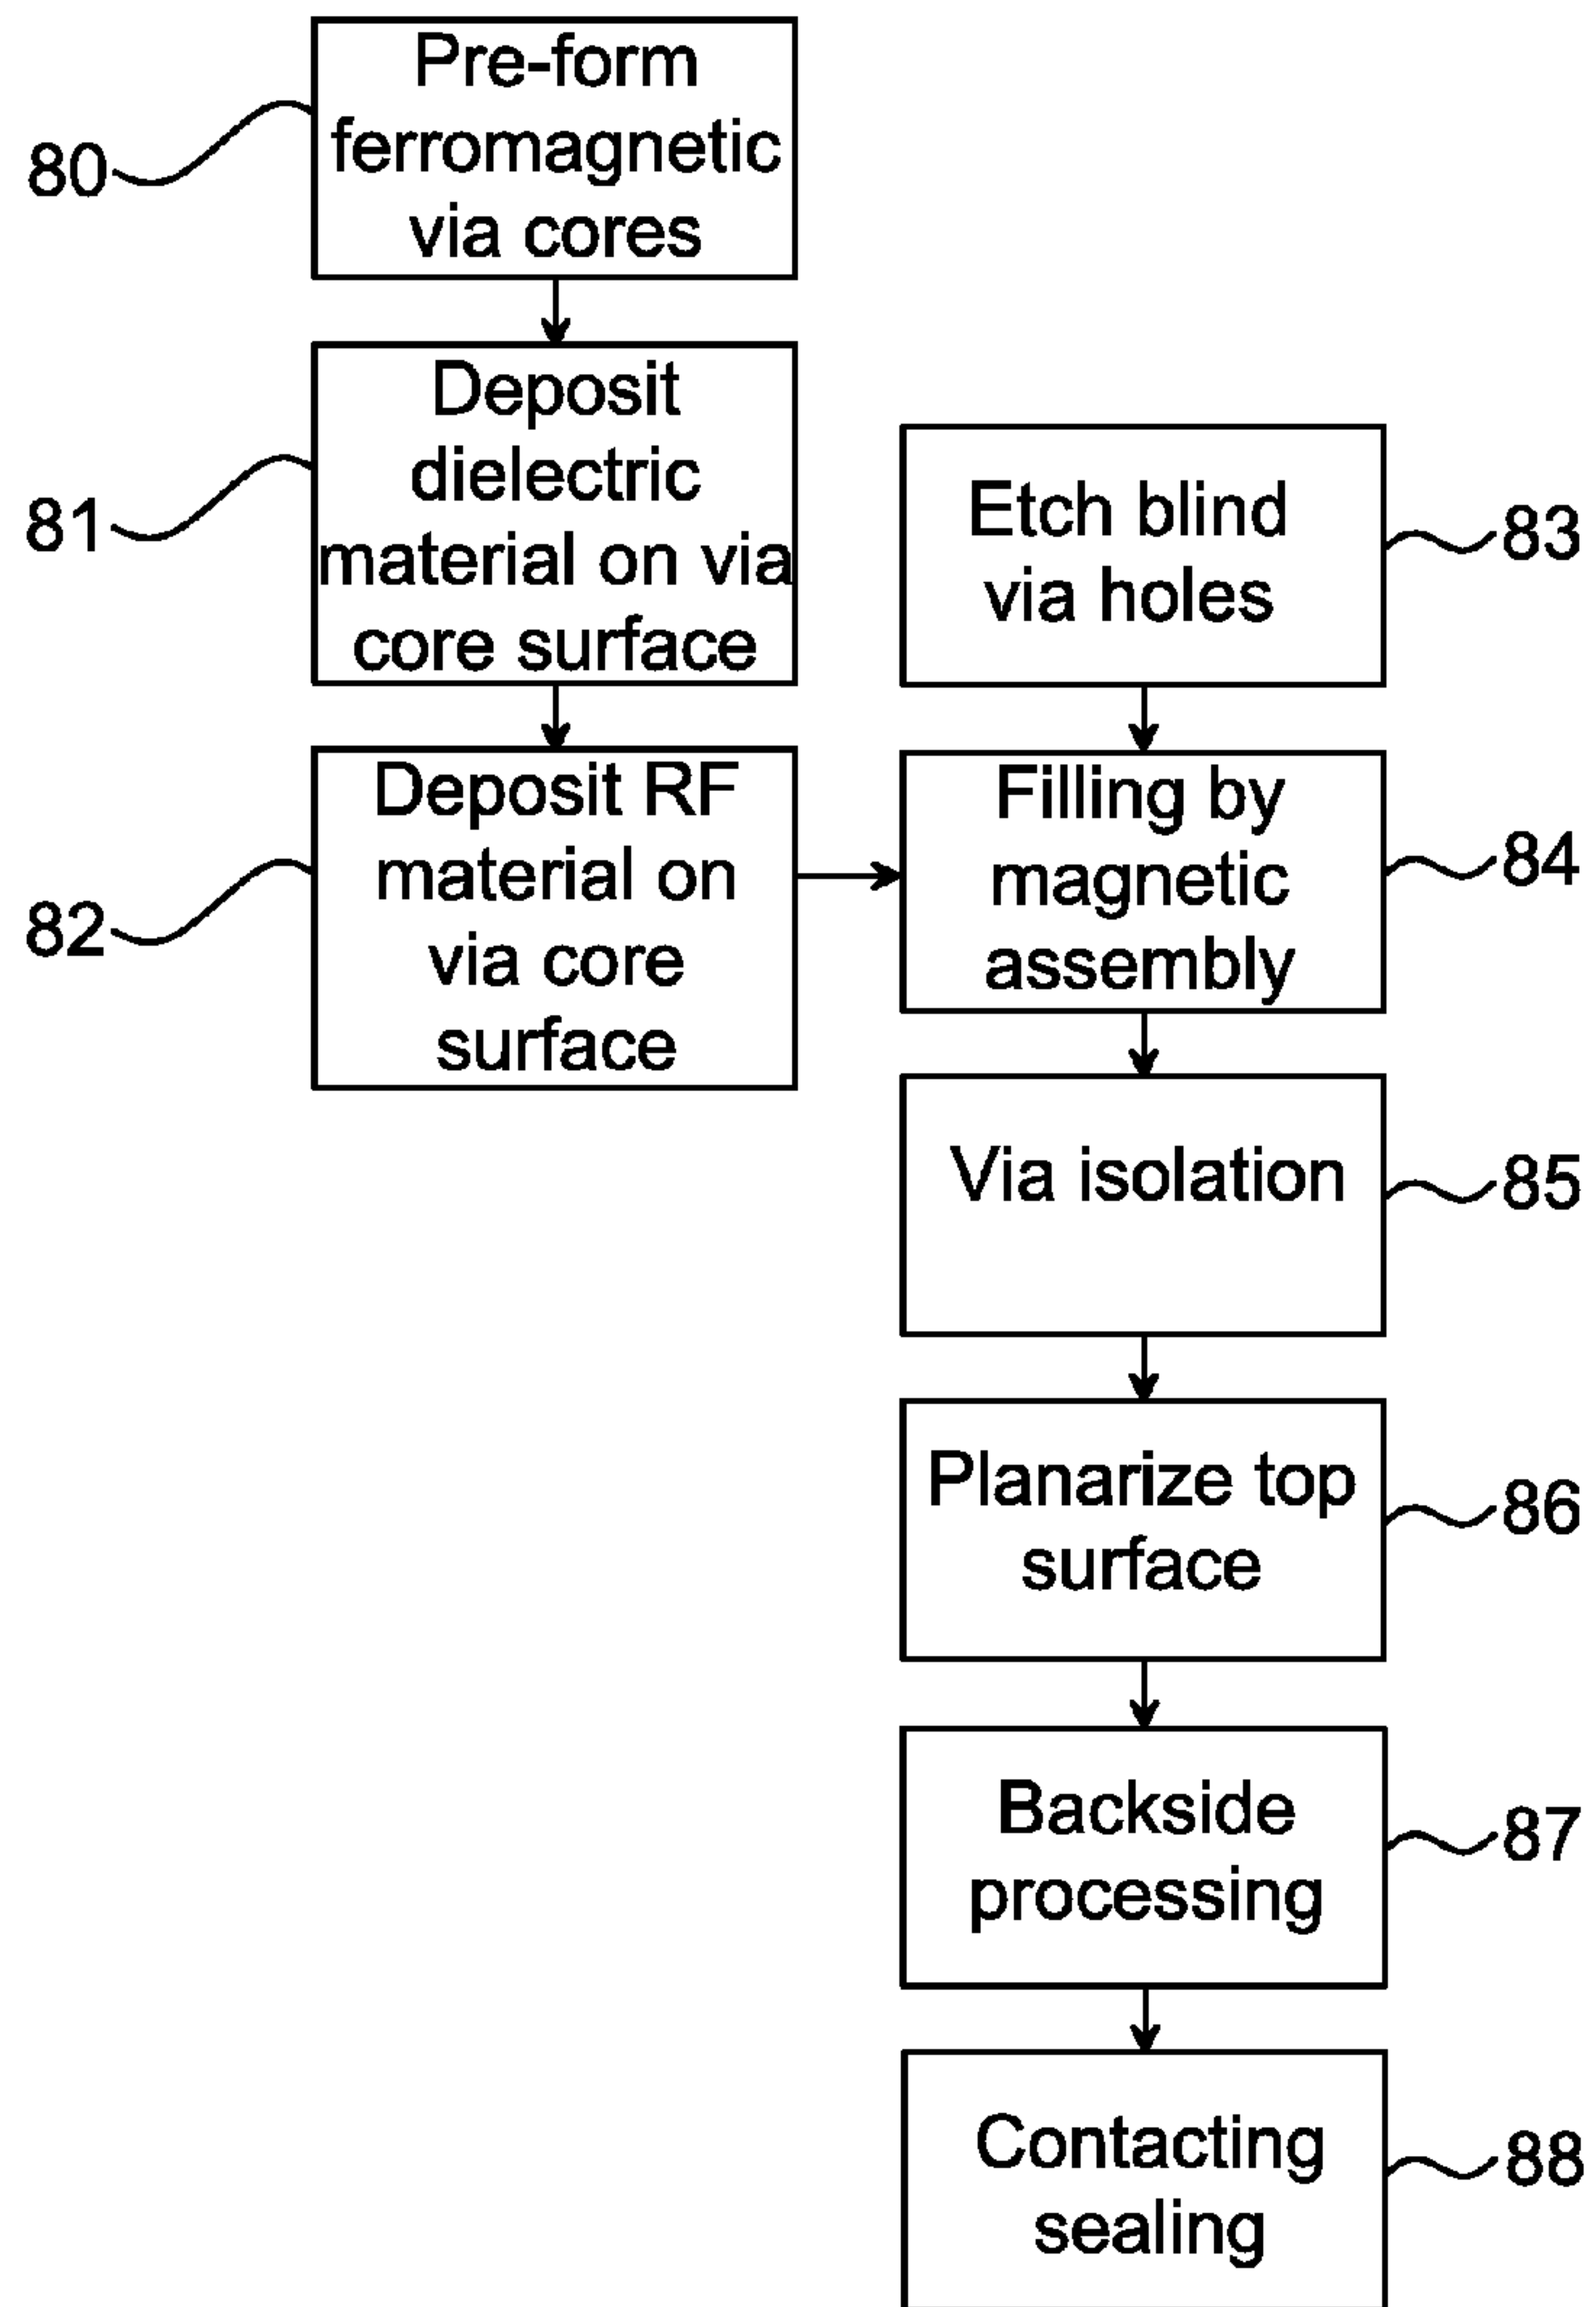 80
Pre-form
ferromagnetic
via cores
81
Deposit
dielectric
material on via
core surface
82
Deposit RF
material on
via core
surface
Etch blind
via holes
83
Filling by
magnetic
assembly
84
Via isolation
85
Planarize top
surface
86
Backside
processing
87
Contacting
sealing
88